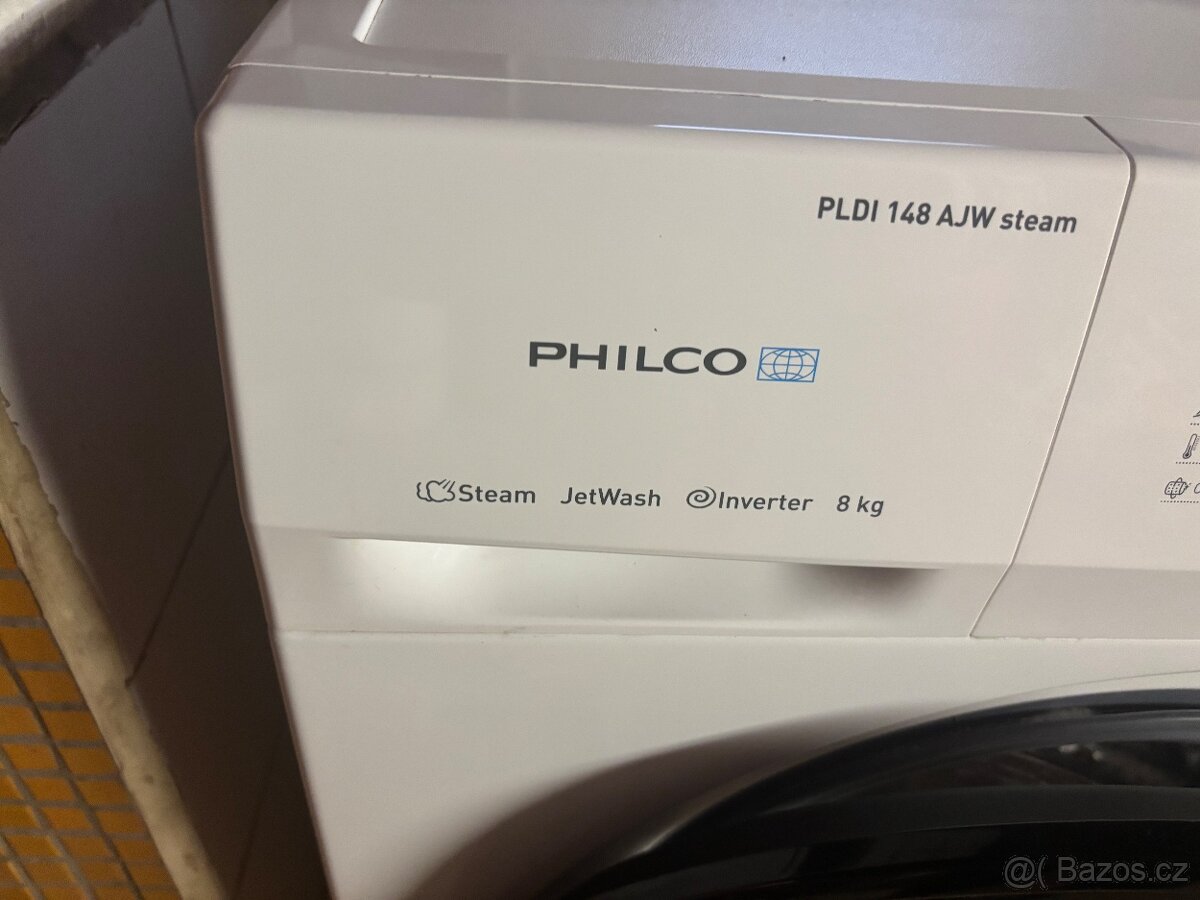 PLDI 148 AJW steam
PHILCO
Steam JetWash Inverter 8 kg
@( Bazos.cz